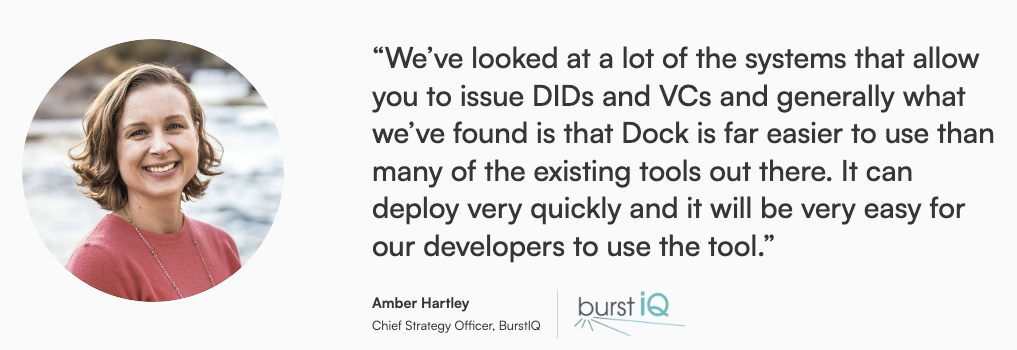 “We’ve looked at a lot of the systems that allow
you to issue DIDs and VCs and generally what
we’ve found is that Dock is far easier to use than
many of the existing tools out there. It can
deploy very quickly and it will be very easy for
our developers to use the tool.”
Amber Hartley
Chief Strategy Officer, BurstIQ
burst iQ